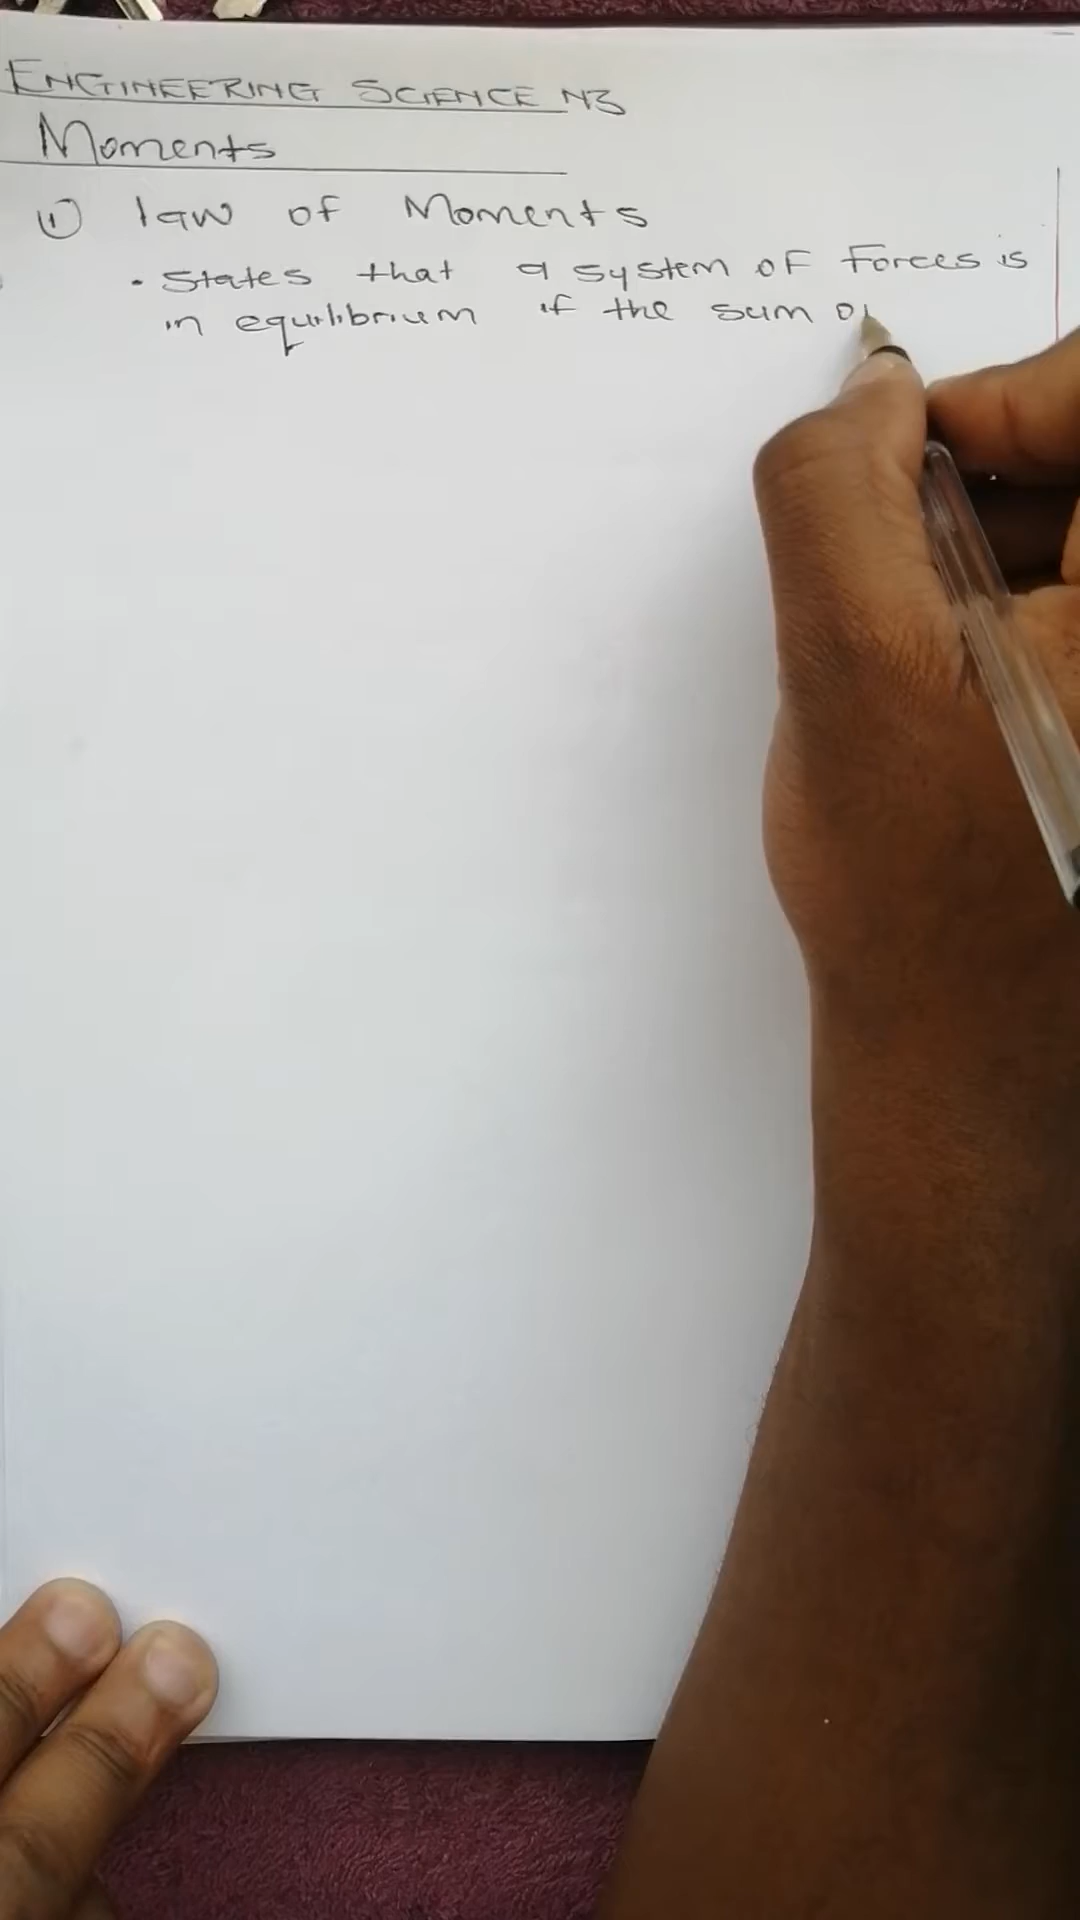 ENGINEERING SCIENCE N3
Moments
① law of Moments
• States that a system of Forces is
in equilibrium if the sum